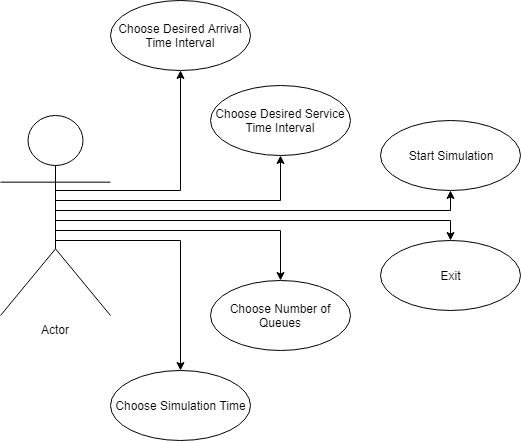 Choose Desired Arrival
Time Interval
Choose Desired Service
Time Interval
Start Simulation
Exit
Choose Number of
Queues
Actor
Choose Simulation Time